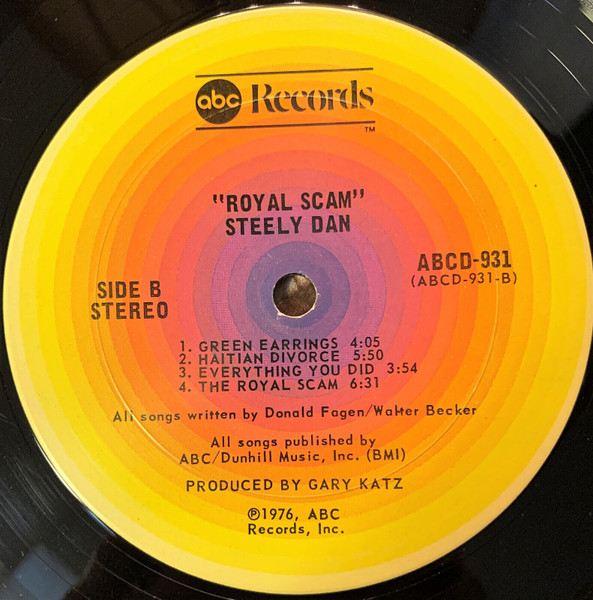 abc Records
™
"ROYAL SCAM"
STEELY DAN
ABCD-931
(ABCD-931-B)
SIDE B
STEREO
1. GREEN EARRINGS 4:05
2. HAITIAN DIVORCE 5:50
3. EVERYTHING YOU DID 3:54
4. THE ROYAL SCAM 6:31
All songs written by Donald Fagen/Walter Becker
All songs published by
ABC/Dunhill Music, Inc. (BMI)
PRODUCED BY GARY KATZ
℗1976, ABC
Records, Inc.